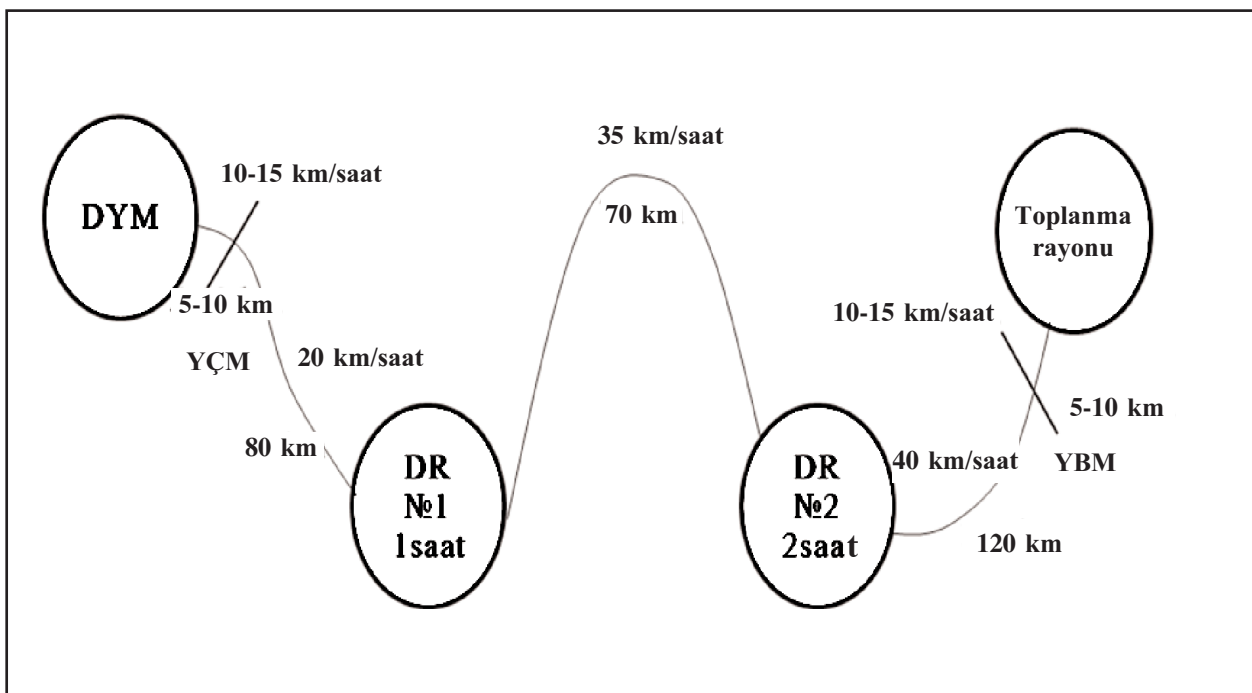 DYM
10-15 km/saat
5-10 km
YÇM
20 km/saat
80 km
DR
№1
1saat
35 km/saat
70 km
DR
№2
2saat
40 km/saat
120 km
YBM
5-10 km
10-15 km/saat
Toplanma
rayonu